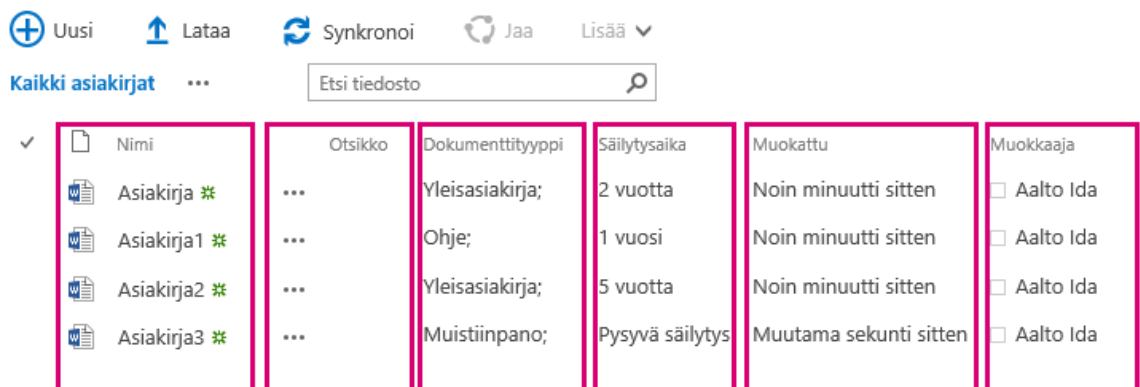 Uusi Lataa Synkronoi Jaa Lisää
Kaikki asiakirjat ••• Etsi tiedosto
Nimi Otsikko Dokumenttityyppi Säilytysaika Muokattu Muokkaaja
Asiakirja ••• Yleisasiakirja; 2 vuotta Noin minuutti sitten Aalto Ida
Asiakirja1 ••• Ohje; 1 vuosi Noin minuutti sitten Aalto Ida
Asiakirja2 ••• Yleisasiakirja; 5 vuotta Noin minuutti sitten Aalto Ida
Asiakirja3 ••• Muistiinpano; Pysyvä säilytys Muutama sekunti sitten Aalto Ida